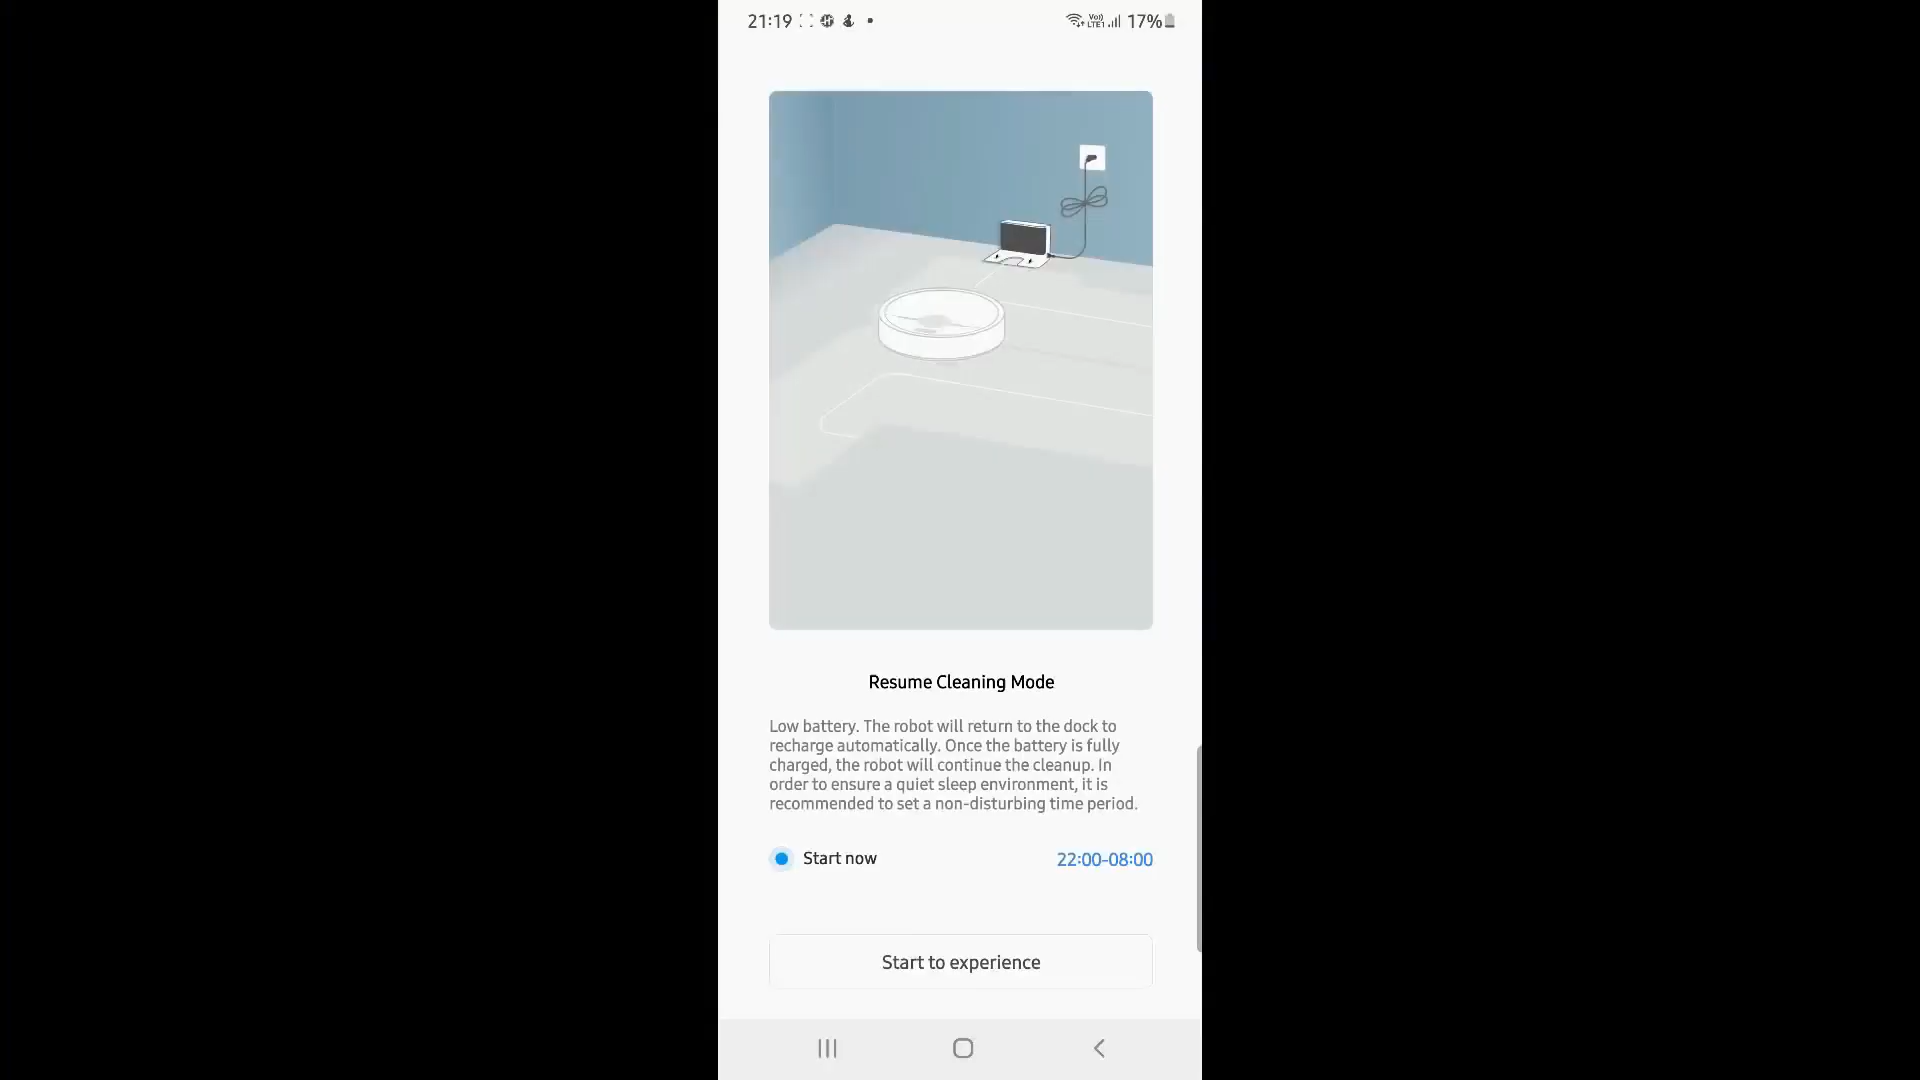 21:19
Vo)) LTE1 17%
Resume Cleaning Mode
Low battery. The robot will return to the dock to
recharge automatically. Once the battery is fully
charged, the robot will continue the cleanup. In
order to ensure a quiet sleep environment, it is
recommended to set a non-disturbing time period.
Start now 22:00-08:00
Start to experience